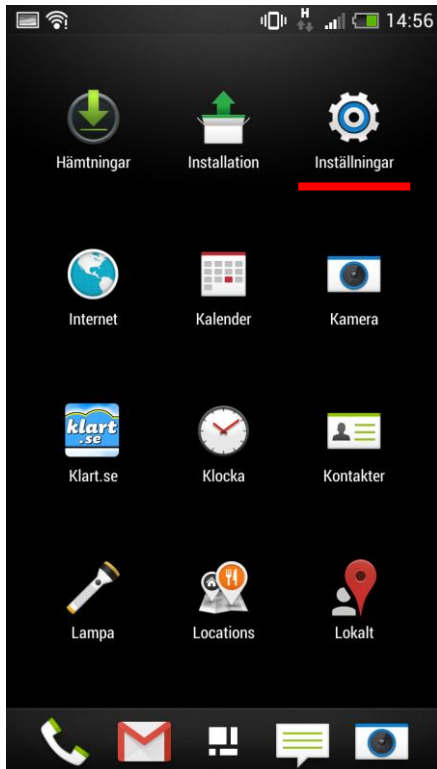 H 14:56
Hämtningar Installation Inställningar
Internet Kalender Kamera
klart
.se
Klart.se Klocka Kontakter
Lampa Locations Lokalt